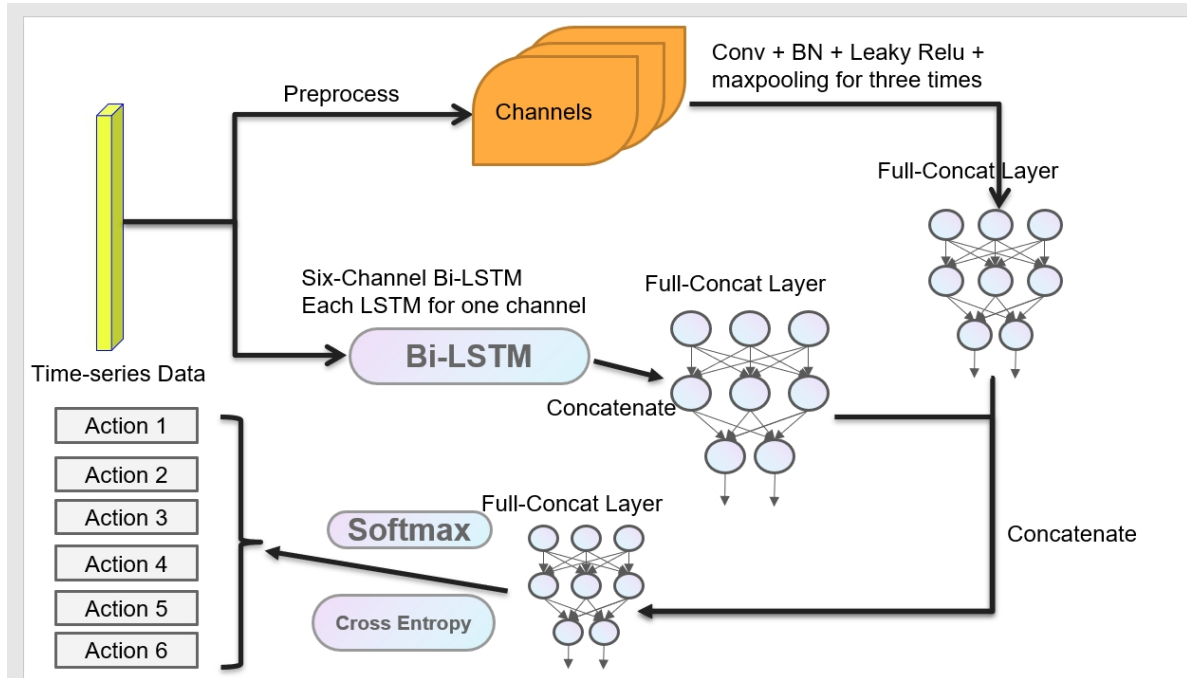 Conv + BN + Leaky Relu +
maxpooling for three times
Preprocess
Channels
Full-Concat Layer
Six-Channel Bi-LSTM
Each LSTM for one channel
Full-Concat Layer
Bi-LSTM
Time-series Data
Concatenate
Action 1
Action 2
Action 3
Action 4
Action 5
Action 6
Full-Concat Layer
Softmax
Cross Entropy
Concatenate